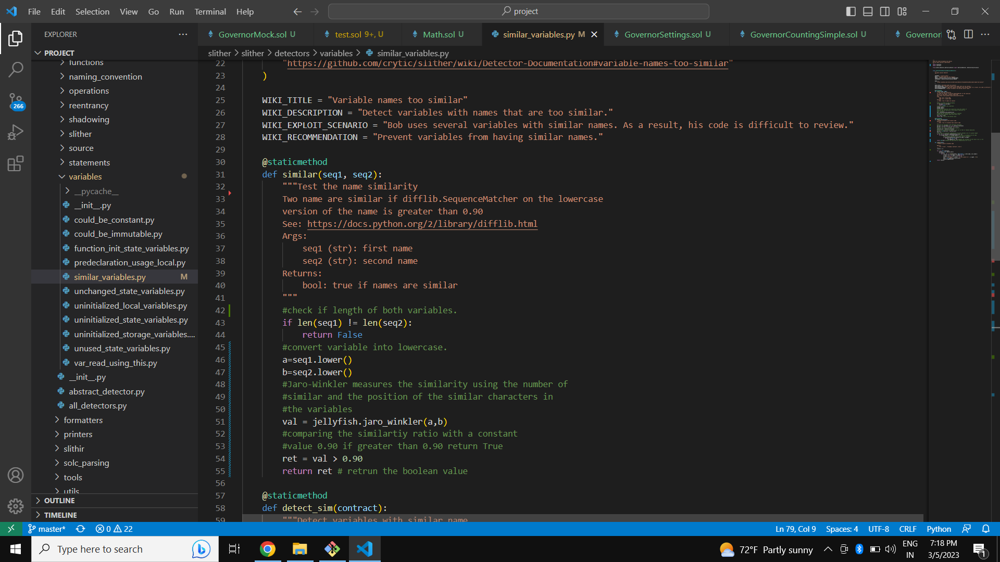 File Edit Selection View Go Run Terminal Help
project
EXPLORER
GovernorMock.sol U
test.sol 9+, U
Math.sol U
similar_variables.py M
GovernorSettings.sol U
GovernorCountingSimple.sol U
Governor
PROJECT
slither > slither > detectors > variables > similar_variables.py
functions
naming_convention
operations
reentrancy
shadowing
slither
source
statements
variables
__pycache__
__init__.py
could_be_constant.py
could_be_immutable.py
function_init_state_variables.py
predeclaration_usage_local.py
similar_variables.py M
unchanged_state_variables.py
uninitialized_local_variables.py
uninitialized_state_variables.py
uninitialized_storage_variables....
unused_state_variables.py
var_read_using_this.py
__init__.py
abstract_detector.py
all_detectors.py
formatters
printers
slithir
solc_parsing
tools
utils
OUTLINE
TIMELINE
266
22 "https://github.com/crytic/slither/wiki/Detector-Documentation#variable-names-too-similar"
23 )
24
25 WIKI_TITLE = "Variable names too similar"
26 WIKI_DESCRIPTION = "Detect variables with names that are too similar."
27 WIKI_EXPLOIT_SCENARIO = "Bob uses several variables with similar names. As a result, his code is difficult to review."
28 WIKI_RECOMMENDATION = "Prevent variables from having similar names."
29
30 @staticmethod
31 def similar(seq1, seq2):
32 """Test the name similarity
33 Two name are similar if difflib.SequenceMatcher on the lowercase
34 version of the name is greater than 0.90
35 See: https://docs.python.org/2/library/difflib.html
36 Args:
37 seq1 (str): first name
38 seq2 (str): second name
39 Returns:
40 bool: true if names are similar
41 """
42 #check if length of both variables.
43 if len(seq1) != len(seq2):
44 return False
45 #convert variable into lowercase.
46 a=seq1.lower()
47 b=seq2.lower()
48 #Jaro-Winkler measures the similarity using the number of
49 #similar and the position of the similar characters in
50 #the variables
51 val = jellyfish.jaro_winkler(a,b)
52 #comparing the similartiy ratio with a constant
53 #value 0.90 if greater than 0.90 return True
54 ret = val > 0.90
55 return ret # retrun the boolean value
56
57 @staticmethod
58 def detect_sim(contract):
59 """Detect variables with similar name
master* 0 22
Ln 79, Col 9 Spaces: 4 UTF-8 CRLF Python
Type here to search
72°F Partly sunny
ENG
IN
7:18 PM
3/5/2023
1